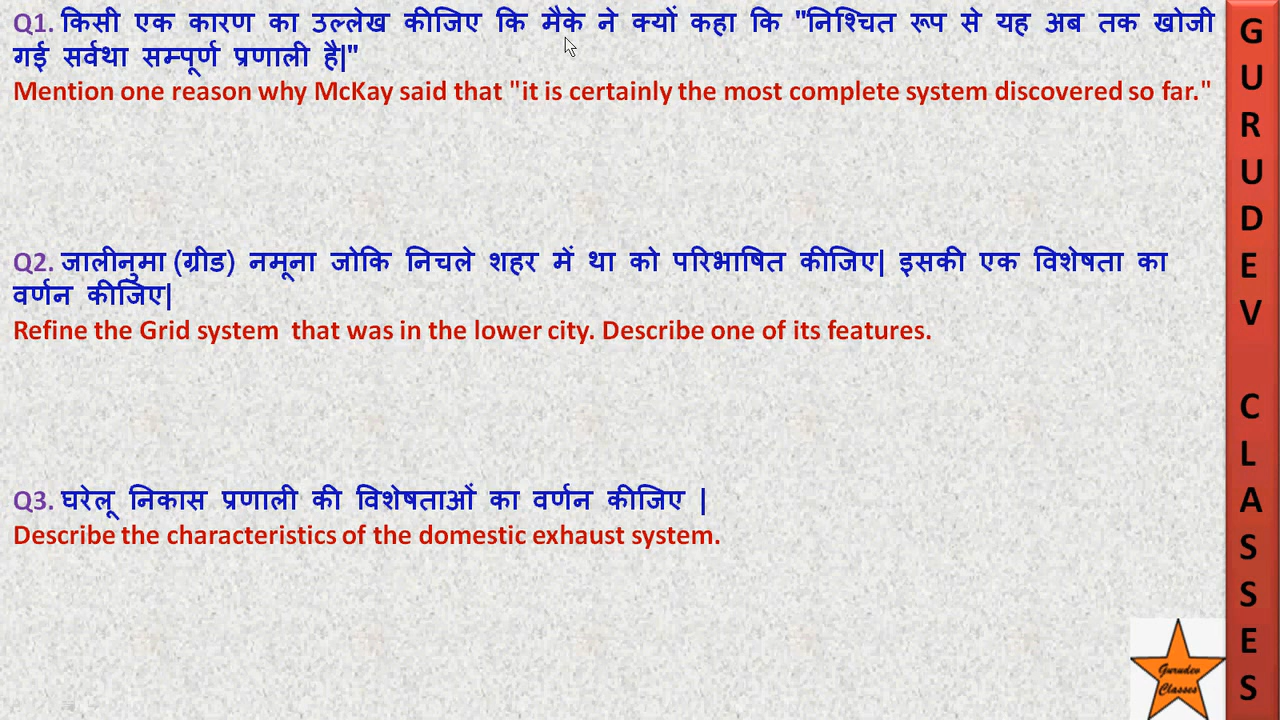 Q1. किसी एक कारण का उल्लेख कीजिए कि मैके ने क्यों कहा कि "निश्चित रूप से यह अब तक खोजी
गई सर्वथा सम्पूर्ण प्रणाली है|"
Mention one reason why McKay said that "it is certainly the most complete system discovered so far."
Q2. जालीनुमा (ग्रीड) नमूना जोकि निचले शहर में था को परिभाषित कीजिए| इसकी एक विशेषता का
वर्णन कीजिए|
Refine the Grid system that was in the lower city. Describe one of its features.
Q3. घरेलू निकास प्रणाली की विशेषताओं का वर्णन कीजिए |
Describe the characteristics of the domestic exhaust system.
GURUDEV CLASSES
Gurudev
Classes